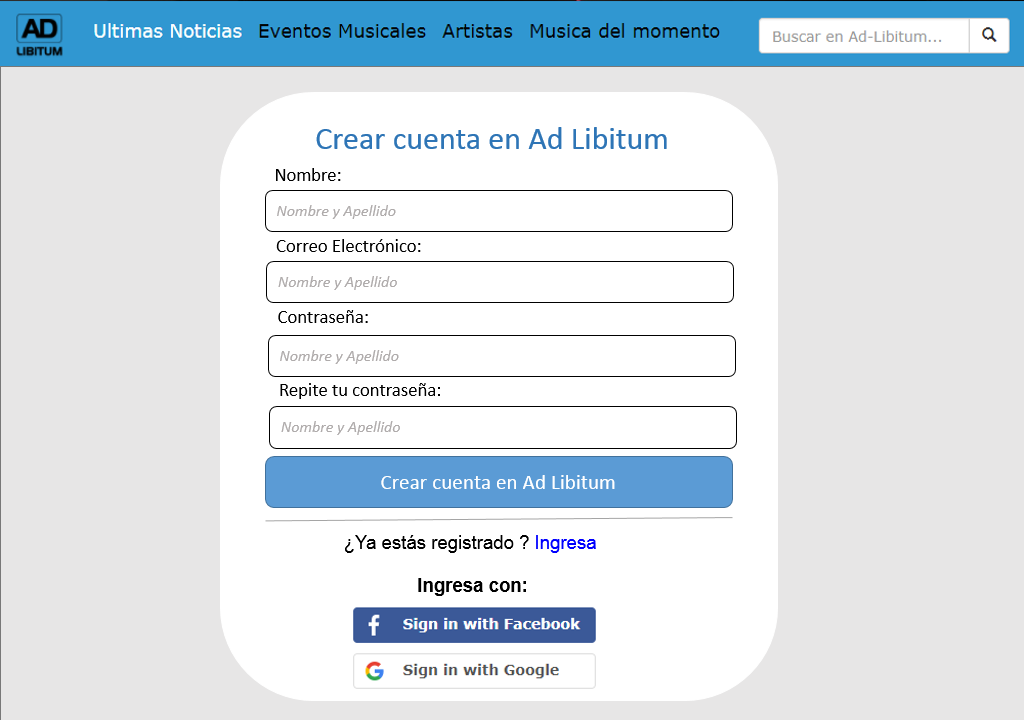 AD
LIBITUM
Ultimas Noticias Eventos Musicales Artistas Musica del momento Buscar en Ad-Libitum...
Crear cuenta en Ad Libitum
Nombre:
Nombre y Apellido
Correo Electrónico:
Nombre y Apellido
Contraseña:
Nombre y Apellido
Repite tu contraseña:
Nombre y Apellido
Crear cuenta en Ad Libitum
¿Ya estás registrado ? Ingresa
Ingresa con:
Sign in with Facebook
Sign in with Google